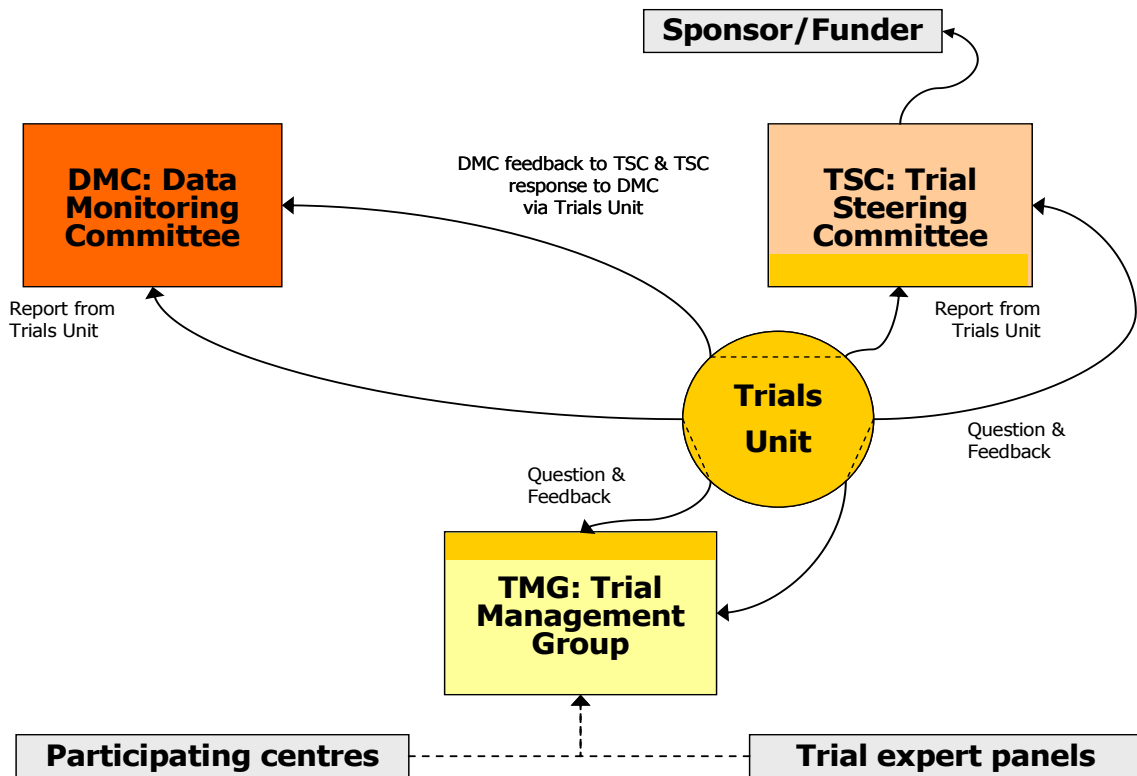 Sponsor/Funder
DMC: Data
Monitoring
Committee
DMC feedback to TSC & TSC
response to DMC
via Trials Unit
TSC: Trial
Steering
Committee
Report from
Trials Unit
Report from
Trials Unit
Trials
Unit
Question &
Feedback
Question &
Feedback
TMG: Trial
Management
Group
Participating centres
Trial expert panels